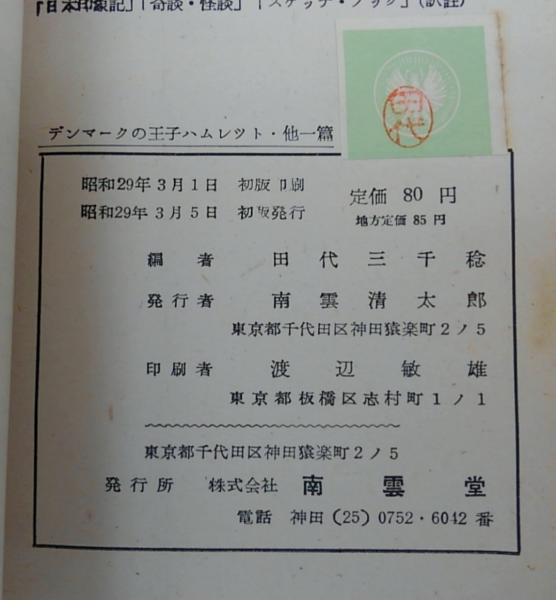 「日本印象記」「奇談・怪談」「スケッチ・ブック」(訳註)
デンマークの王子ハムレツト・他一篇
昭和29年3月1日 初版印刷
昭和29年3月5日 初版発行
定価 80 円
地方定価 85 円
編者 田代三千稔
発行者 南雲清太郎
東京都千代田区神田猿楽町2ノ5
印刷者 渡辺敏雄
東京都板橋区志村町1ノ1
東京都千代田区神田猿楽町2ノ5
発行所 株式会社 南雲堂
電話 神田 (25) 0752・6042 番